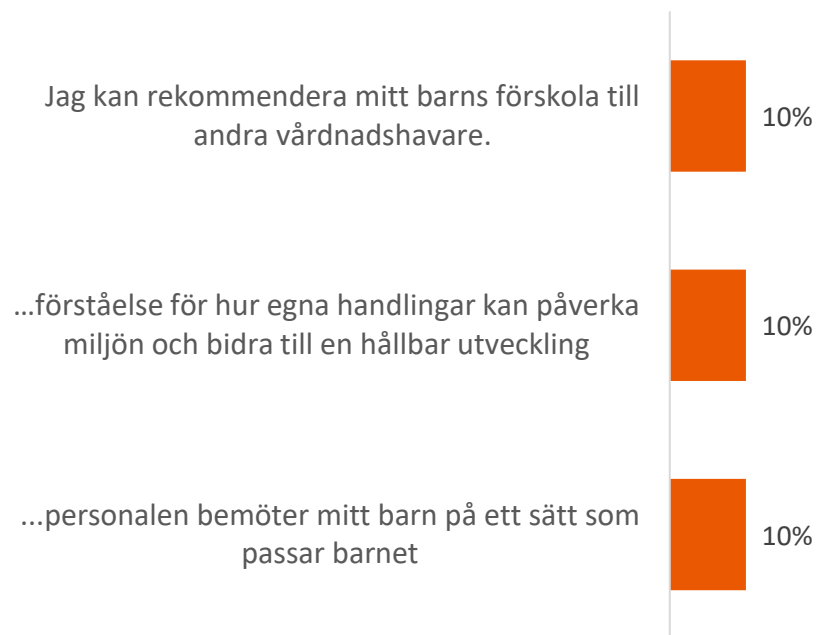 Jag kan rekommendera mitt barns förskola till
andra vårdnadshavare.
10%
...förståelse för hur egna handlingar kan påverka
miljön och bidra till en hållbar utveckling
10%
...personalen bemöter mitt barn på ett sätt som
passar barnet
10%